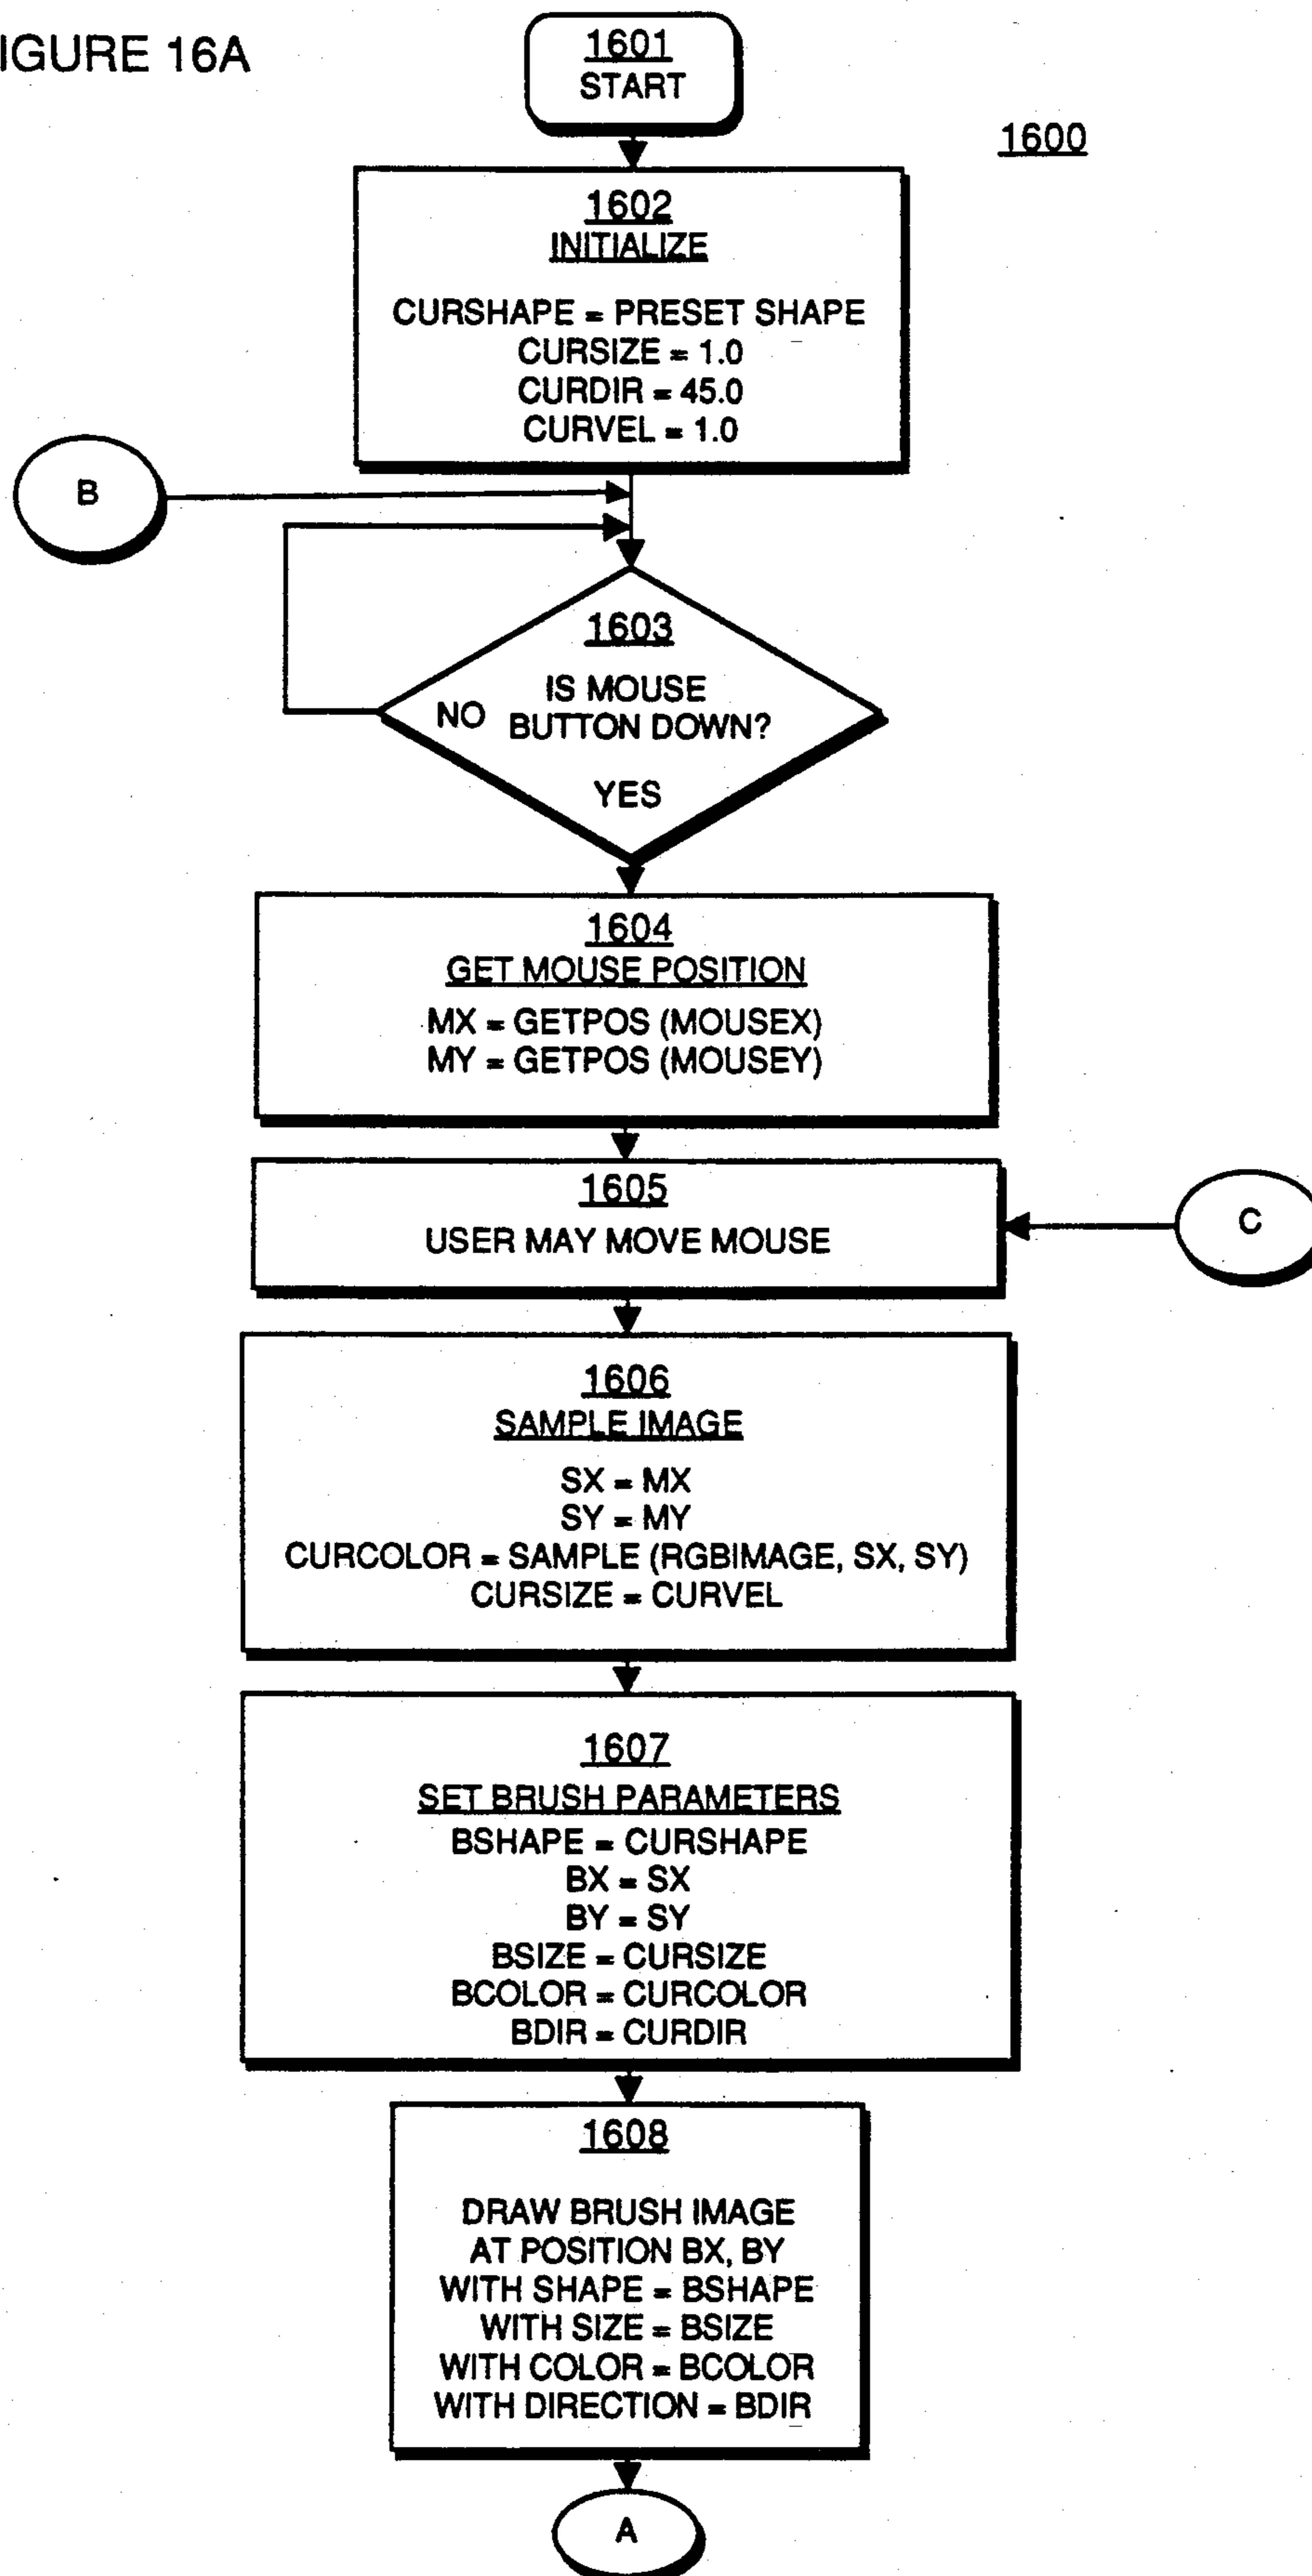 IGURE 16A
1601
START
1600
1602
INITIALIZE
CURSHAPE = PRESET SHAPE
CURSIZE = 1.0
CURDIR = 45.0
CURVEL = 1.0
B
1603
IS MOUSE
NO BUTTON DOWN?
YES
1604
GET MOUSE POSITION
MX = GETPOS (MOUSEX)
MY = GETPOS (MOUSEY)
1605
USER MAY MOVE MOUSE
C
1606
SAMPLE IMAGE
SX = MX
SY = MY
CURCOLOR = SAMPLE (RGBIMAGE, SX, SY)
CURSIZE = CURVEL
1607
SET BRUSH PARAMETERS
BSHAPE = CURSHAPE
BX = SX
BY = SY
BSIZE = CURSIZE
BCOLOR = CURCOLOR
BDIR = CURDIR
1608
DRAW BRUSH IMAGE
AT POSITION BX, BY
WITH SHAPE = BSHAPE
WITH SIZE = BSIZE
WITH COLOR = BCOLOR
WITH DIRECTION = BDIR
A